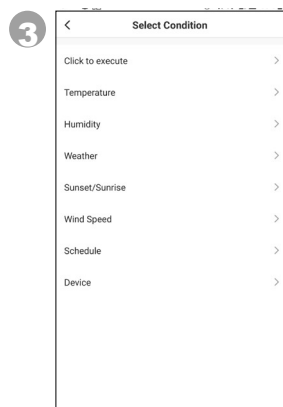 3
Select Condition
Click to execute
Temperature
Humidity
Weather
Sunset/Sunrise
Wind Speed
Schedule
Device